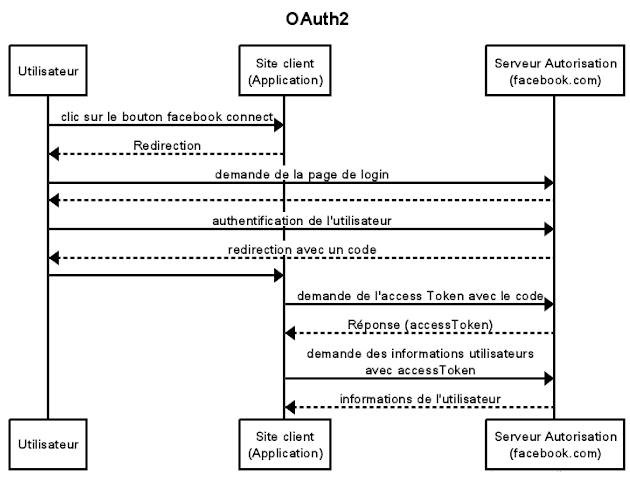 OAuth2
Utilisateur
Site client
(Application)
Serveur Autorisation
(facebook.com)
clic sur le bouton facebook connect
Redirection
demande de la page de login
authentification de l'utilisateur
redirection avec un code
demande de l'access Token avec le code
Réponse (accessToken)
demande des informations utilisateurs
avec accessToken
informations de l'utilisateur
Utilisateur
Site client
(Application)
Serveur Autorisation
(facebook.com)